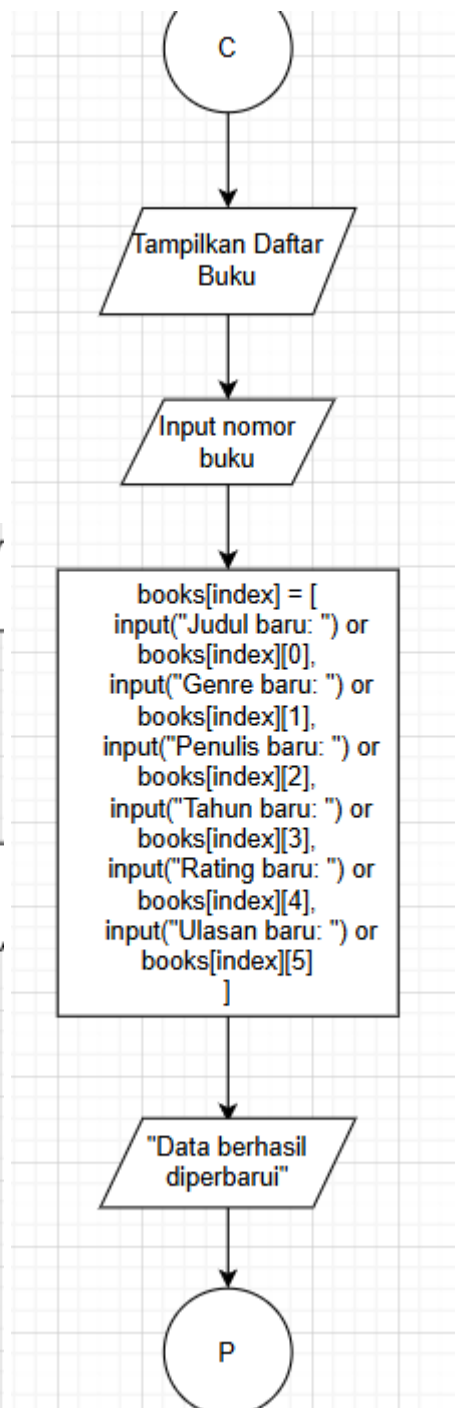 C
Tampilkan Daftar
Buku
Input nomor
buku
books[index] = [
input("Judul baru: ") or
books[index][0],
input("Genre baru: ") or
books[index][1],
input("Penulis baru: ") or
books[index][2],
input("Tahun baru: ") or
books[index][3],
input("Rating baru: ") or
books[index][4],
input("Ulasan baru: ") or
books[index][5]
]
"Data berhasil
diperbarui"
P